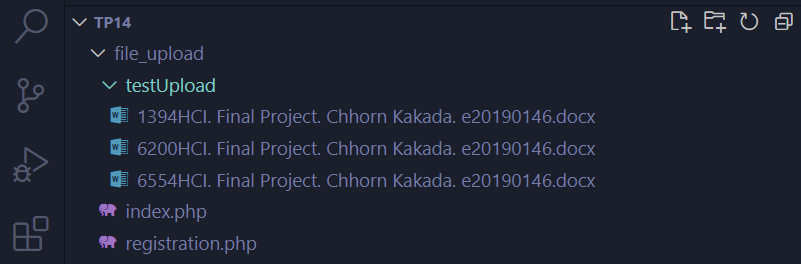 TP14
file_upload
testUpload
1394HCI. Final Project. Chhorn Kakada. e20190146.docx
6200HCI. Final Project. Chhorn Kakada. e20190146.docx
6554HCI. Final Project. Chhorn Kakada. e20190146.docx
index.php
registration.php